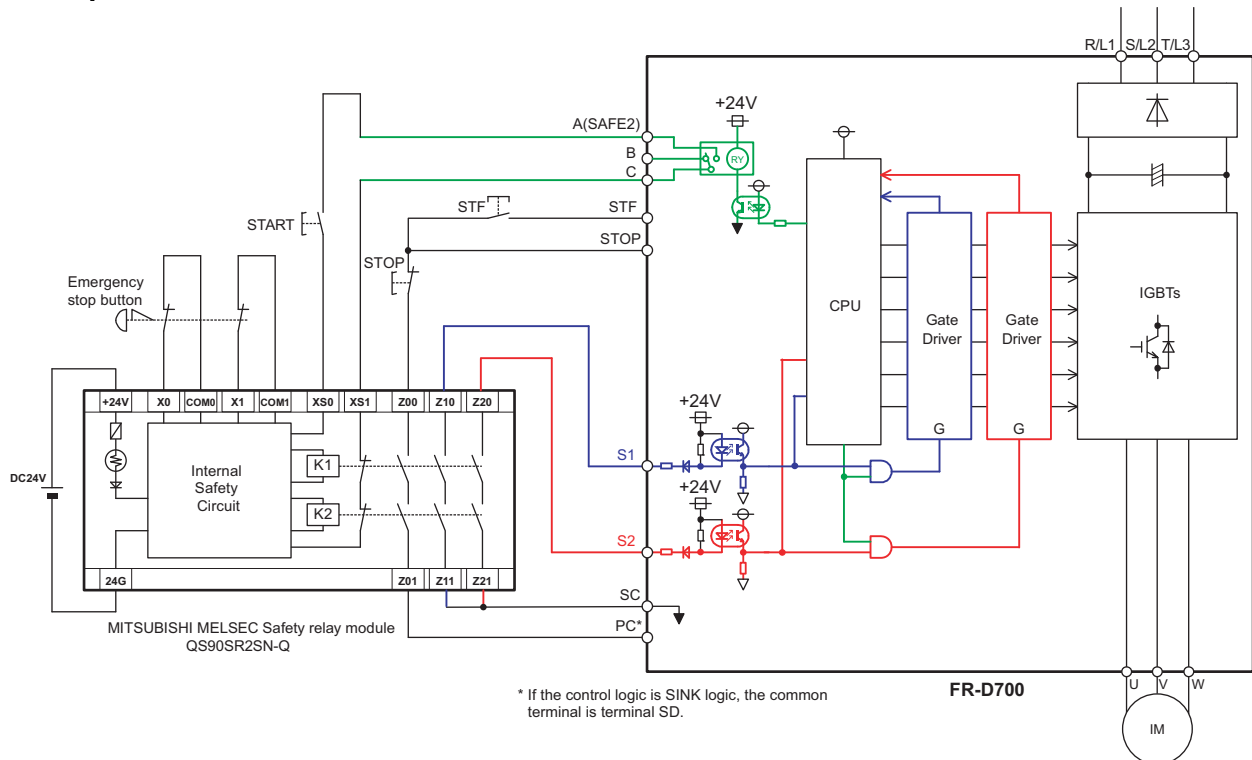 R/L1 S/L2 T/L3
+24V
A(SAFE2)
B
C
RY
STF
STF
START
STOP
STOP
Emergency
stop button
CPU
Gate
Driver
G
Gate
Driver
G
IGBTs
+24V
X0
COM0
X1
COM1
XS0
XS1
Z00
Z10
Z20
DC24V
Internal
Safety
Circuit
K1
K2
+24V
S1
+24V
S2
24G
Z01
Z11
Z21
SC
PC*
MITSUBISHI MELSEC Safety relay module
QS90SR2SN-Q
* If the control logic is SINK logic, the common
terminal is terminal SD.
FR-D700
U
V
W
IM